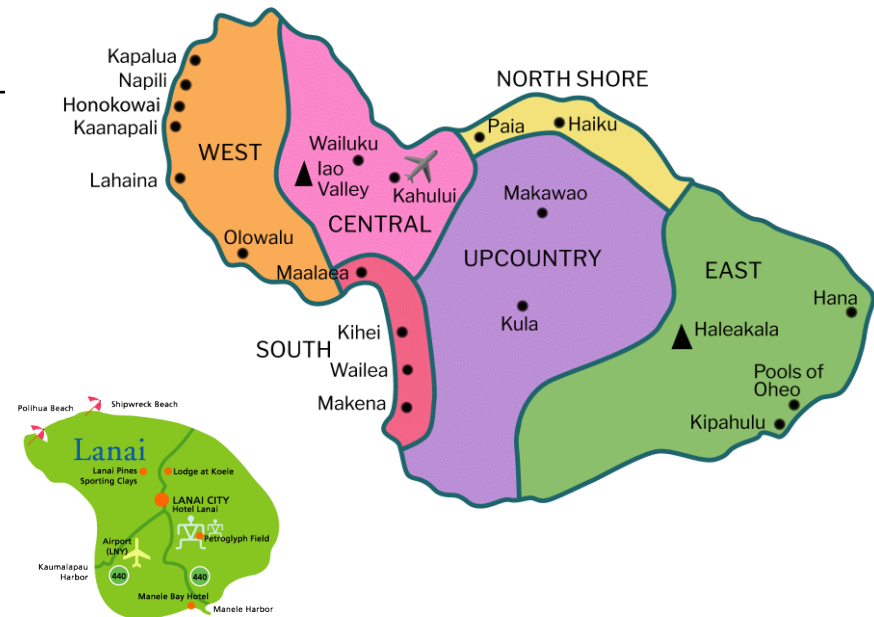 Kapalua
Napili
Honokowai
Kaanapali
Lahaina
Olowalu
WEST
Wailuku
Iao
Valley
Kahului
CENTRAL
NORTH SHORE
Paia
Haiku
Makawao
UPCOUNTRY
Kula
EAST
Hana
Haleakala
Pools of
Oheo
Kipahulu
Maalaea
SOUTH
Kihei
Wailea
Makena
Polihua Beach
Shipwreck Beach
Lanai
Lanai Pines
Sporting Clays
Lodge at Koele
LANAI CITY
Hotel Lanai
Petroglyph Field
Airport
(LNY)
Kaumalapau
Harbor
440
440
Manele Bay Hotel
Manele Harbor